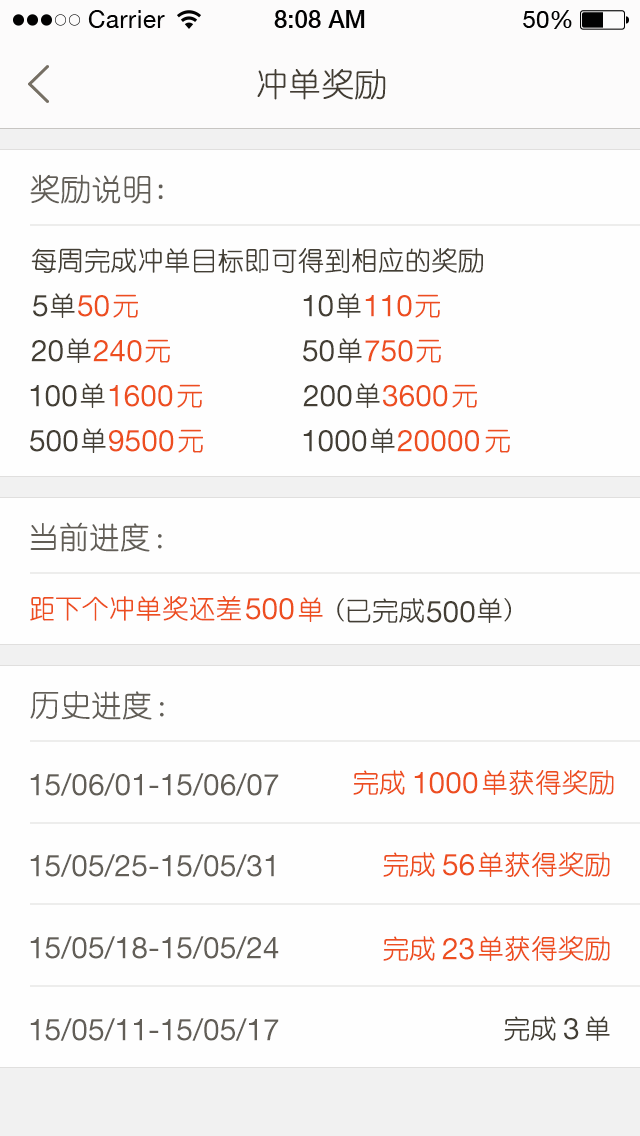 Carrier 8:08 AM 50%
冲单奖励
奖励说明:
每周完成冲单目标即可得到相应的奖励
5单50元 10单110元
20单240元 50单750元
100单1600元 200单3600元
500单9500元 1000单20000元
当前进度:
距下个冲单奖还差500单 (已完成500单)
历史进度:
15/06/01-15/06/07 完成 1000单获得奖励
15/05/25-15/05/31 完成 56单获得奖励
15/05/18-15/05/24 完成 23单获得奖励
15/05/11-15/05/17 完成 3 单